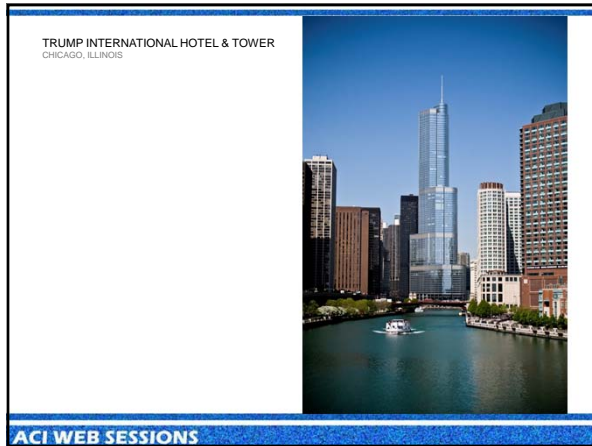 TRUMP INTERNATIONAL HOTEL & TOWER
CHICAGO, ILLINOIS
ACI WEB SESSIONS